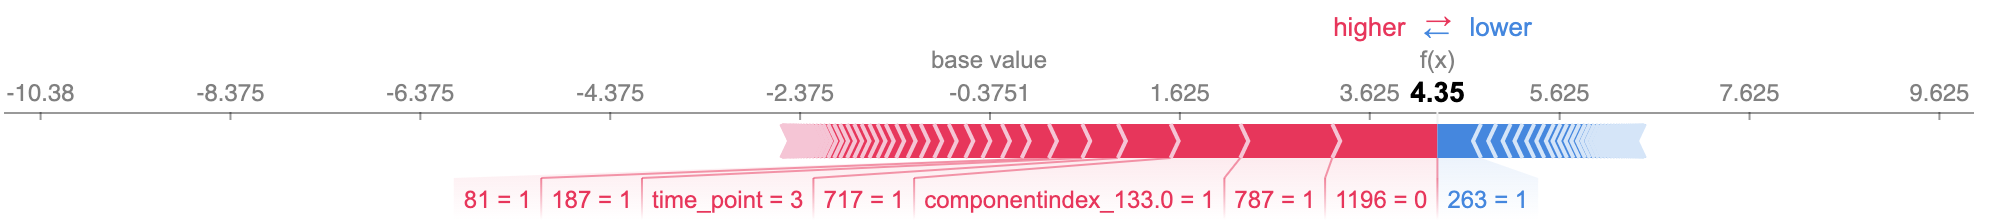 higher ⇄ lower
base value f(x)
-10.38 -8.375 -6.375 -4.375 -2.375 -0.3751 1.625 3.625 4.35 5.625 7.625 9.625
81 = 1 187 = 1 time_point = 3 717 = 1 componentindex_133.0 = 1 787 = 1 1196 = 0 263 = 1